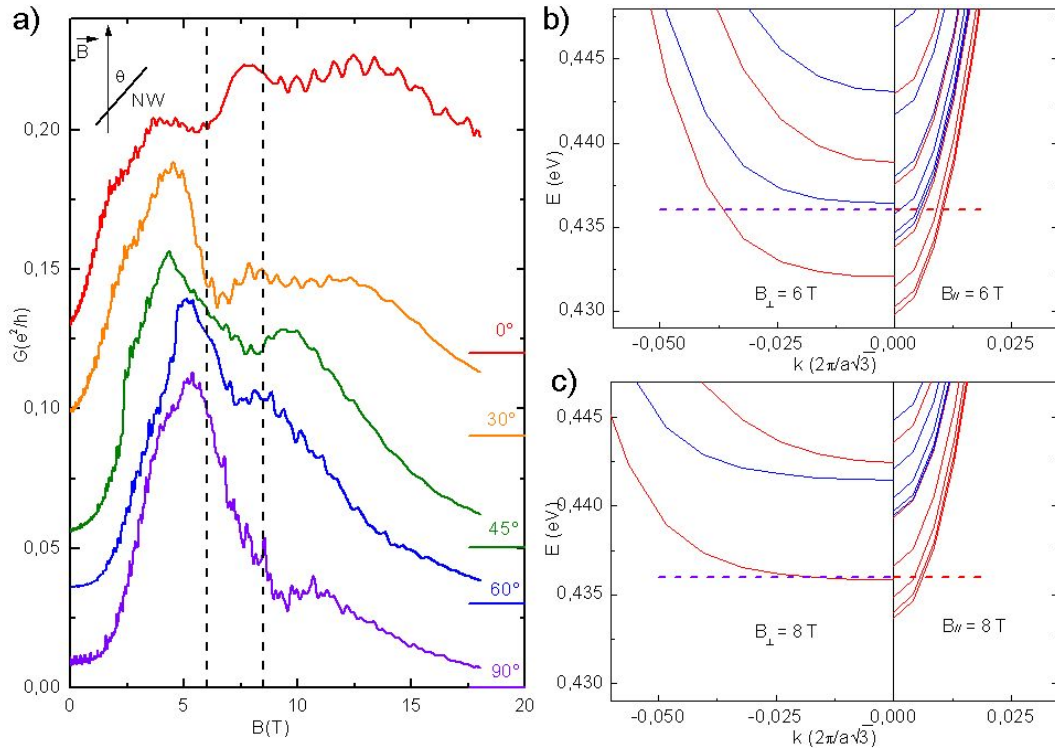 a)
B
θ
NW
0,20
0,15
0,10
0,05
0,00
G(e²/h)
0°
30°
45°
60°
90°
0
5
10
15
20
B(T)
b)
0,445
0,440
0,435
0,430
E (eV)
B⊥ = 6 T
B// = 6 T
-0,050
-0,025
0,000
0,025
k (2π/a√3)
c)
0,445
0,440
0,435
0,430
E (eV)
B⊥ = 8 T
B// = 8 T
-0,050
-0,025
0,000
0,025
k (2π/a√3)